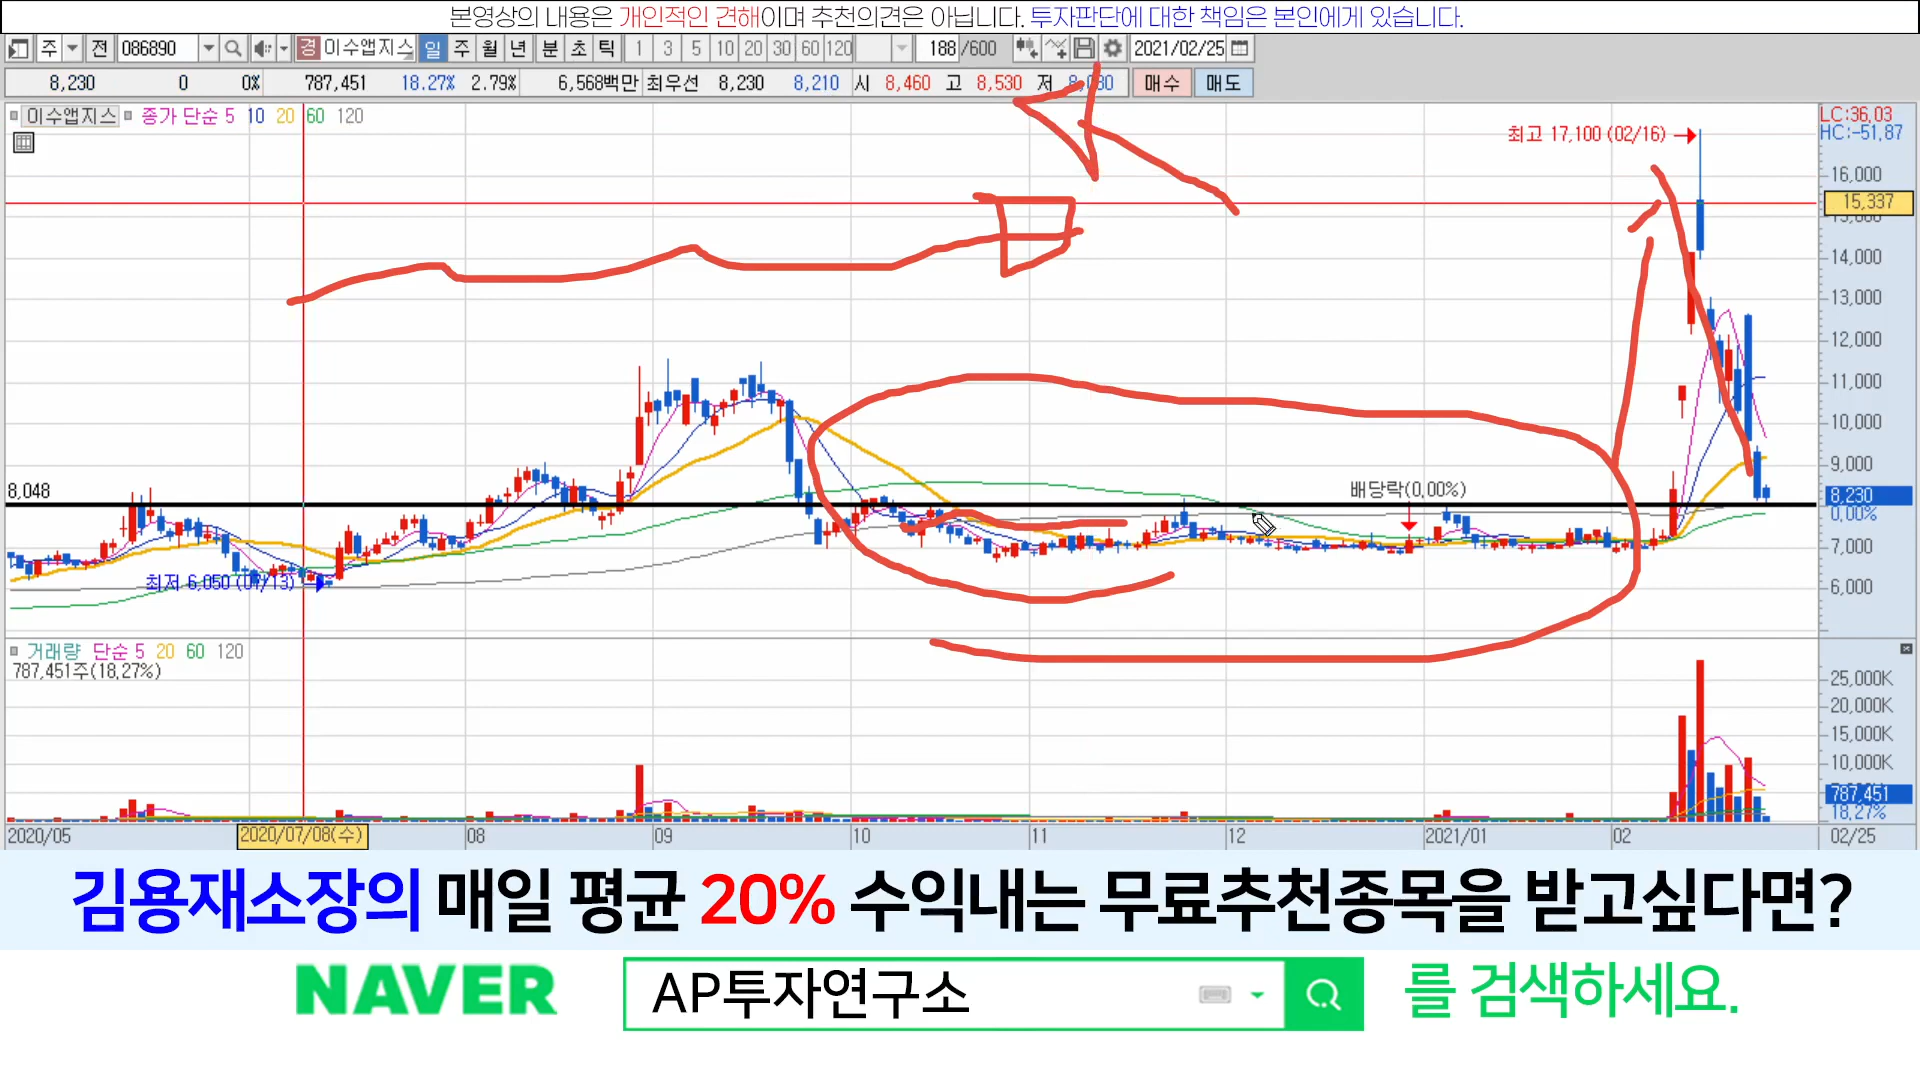 본영상의 내용은 개인적인 견해이며 추천의견은 아닙니다. 투자판단에 대한 책임은 본인에게 있습니다.
주 전 086890 경 이수앱지스 일 주 월 년 분 초 틱 1 3 5 10 20 30 60 120 188 /600 2021/02/25
8,230 0 0% 787,451 18.27% 2.79% 6,568백만 최우선 8,230 8,210 시 8,460 고 8,530 저 매수 매도
이수앱지스 종가 단순 5 10 20 60 120
LC:36,03
HC:-51,87
최고 17,100 (02/16)
16,000
15,337
14,000
13,000
12,000
11,000
10,000
9,000
8,048
배당락(0,00%)
8,230
0,00%
7,000
최저 6,050 (07/13)
6,000
거래량 단순 5 20 60 120
787,451주(18,27%)
25,000K
20,000K
15,000K
10,000K
787,451
18,27%
2020/05 2020/07/08(수) 08 09 10 11 12 2021/01 02 02/25
김용재소장의 매일 평균 20% 수익내는 무료추천종목을 받고싶다면?
NAVER AP투자연구소 를 검색하세요.